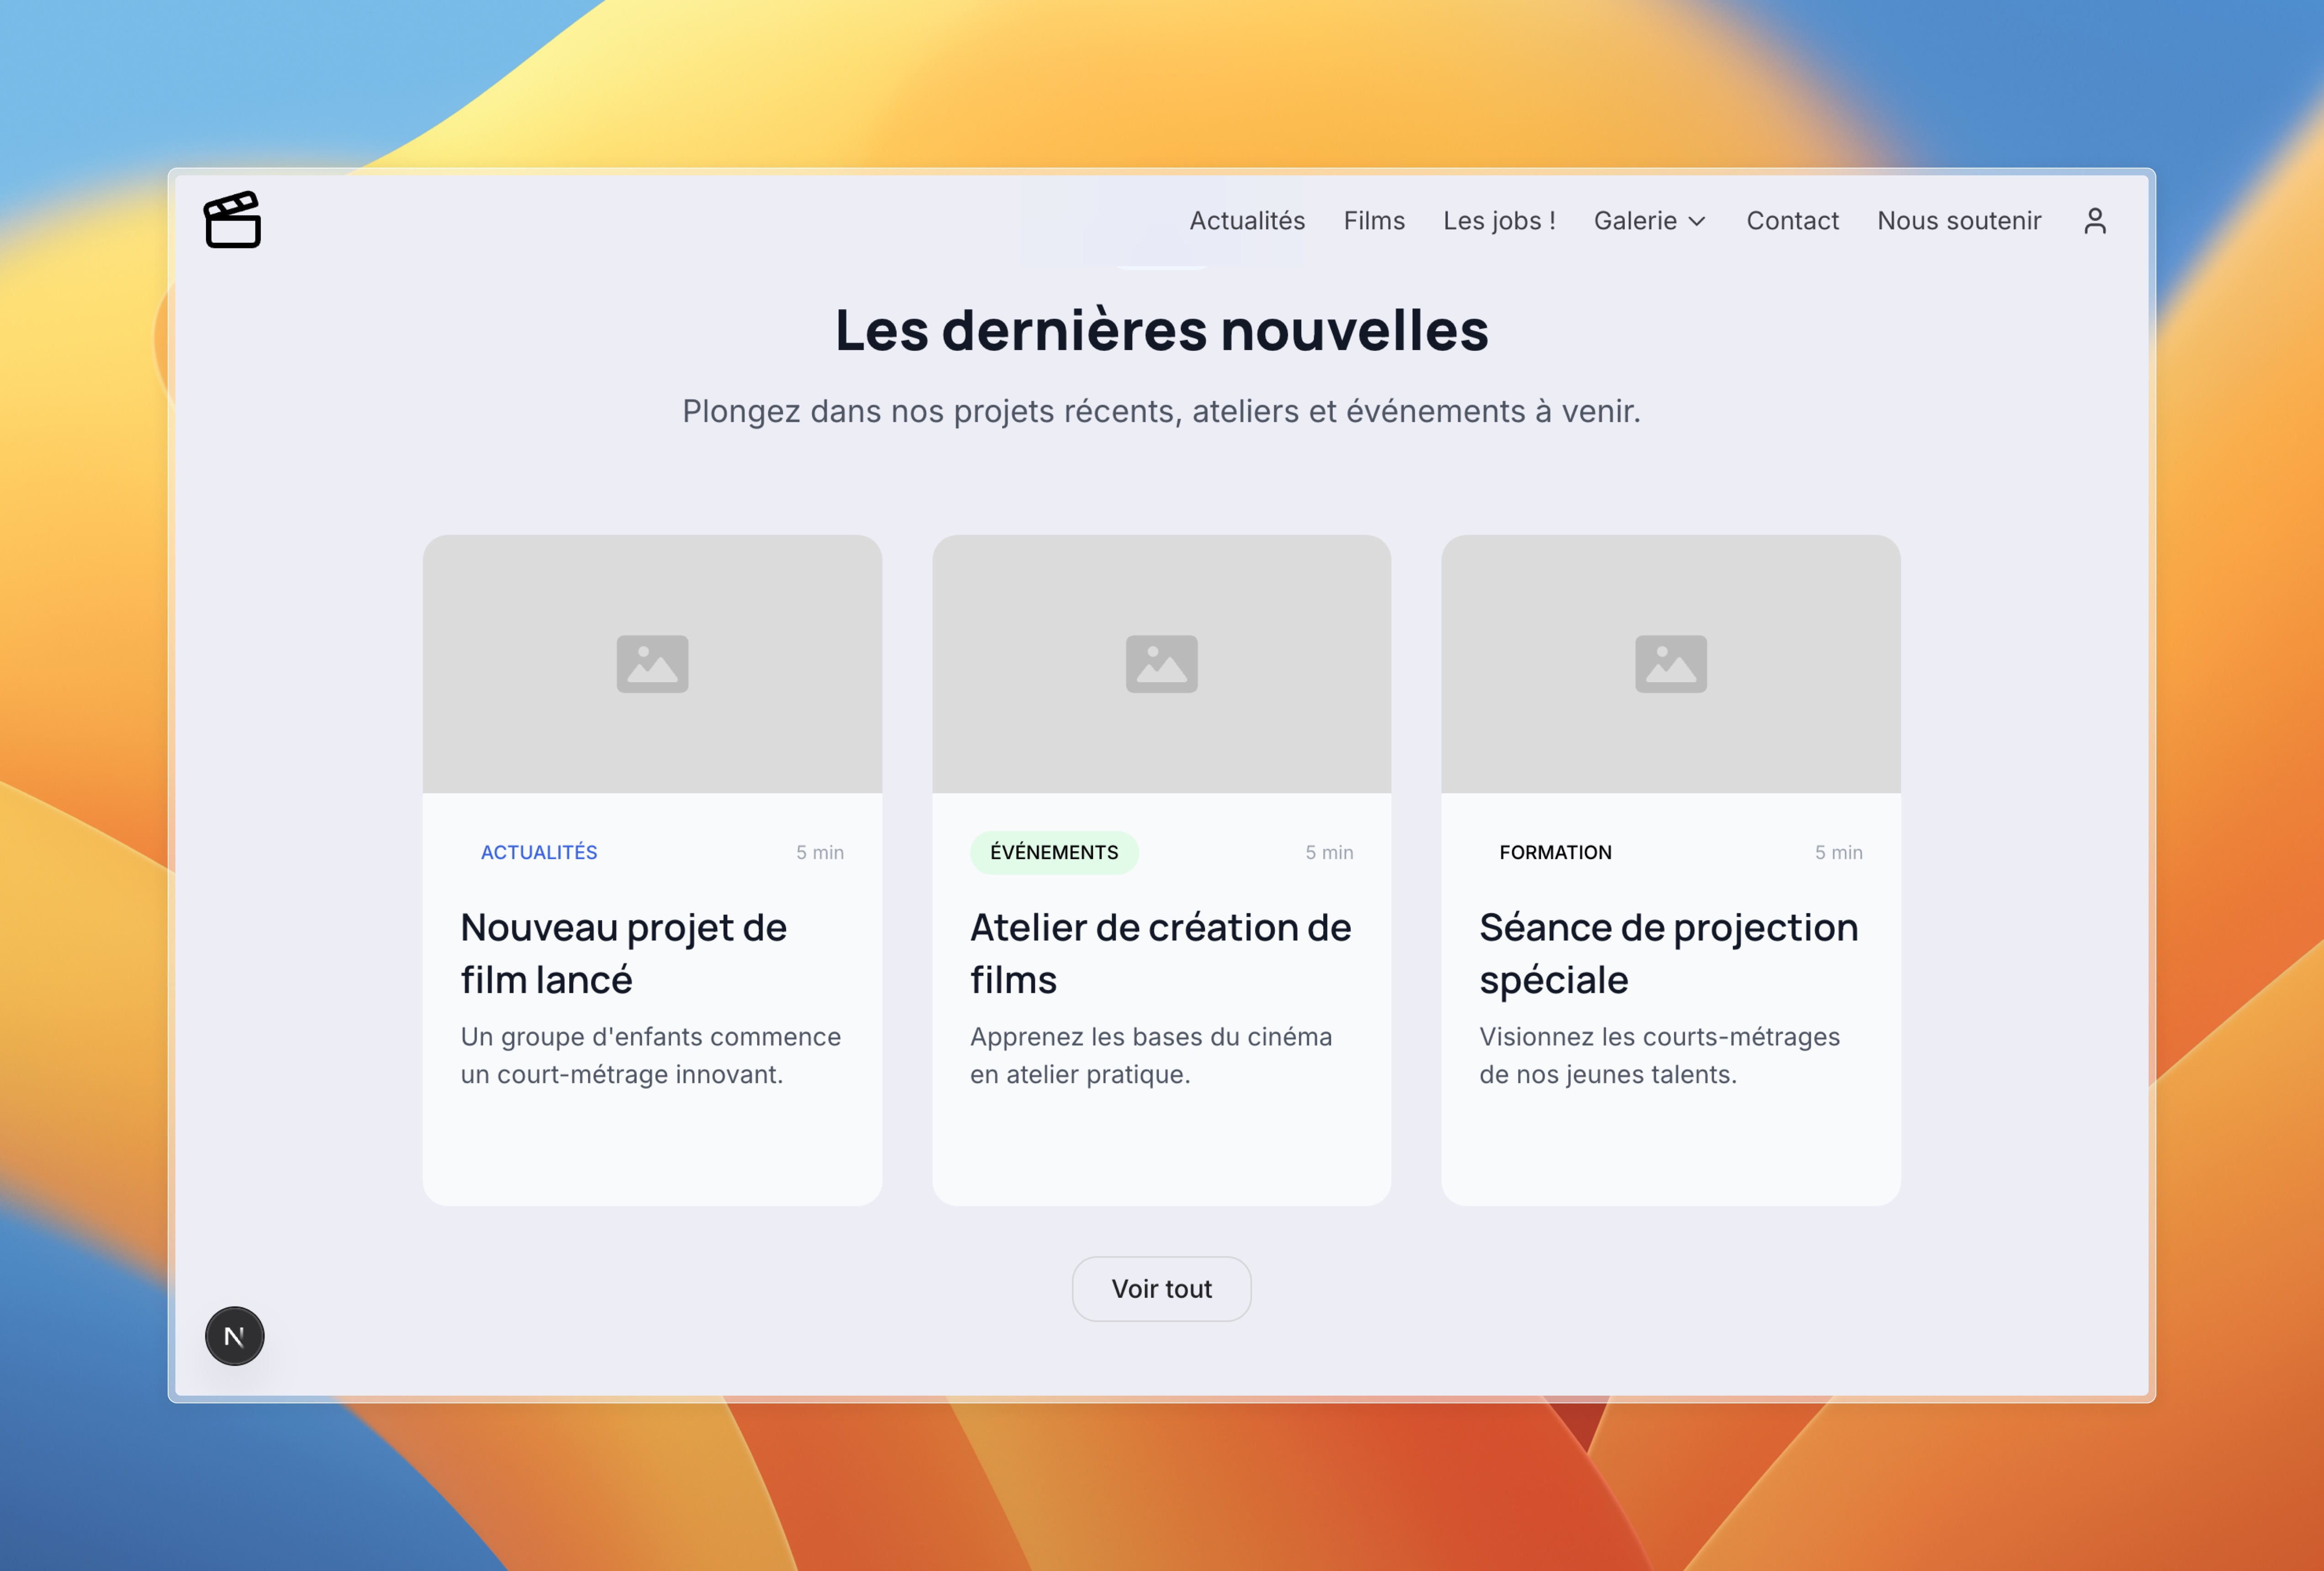 Actualités Films Les jobs ! Galerie Contact Nous soutenir
Les dernières nouvelles
Plongez dans nos projets récents, ateliers et événements à venir.
ACTUALITÉS 5 min
Nouveau projet de
film lancé
Un groupe d'enfants commence
un court-métrage innovant.
ÉVÉNEMENTS 5 min
Atelier de création de
films
Apprenez les bases du cinéma
en atelier pratique.
FORMATION 5 min
Séance de projection
spéciale
Visionnez les courts-métrages
de nos jeunes talents.
Voir tout
N